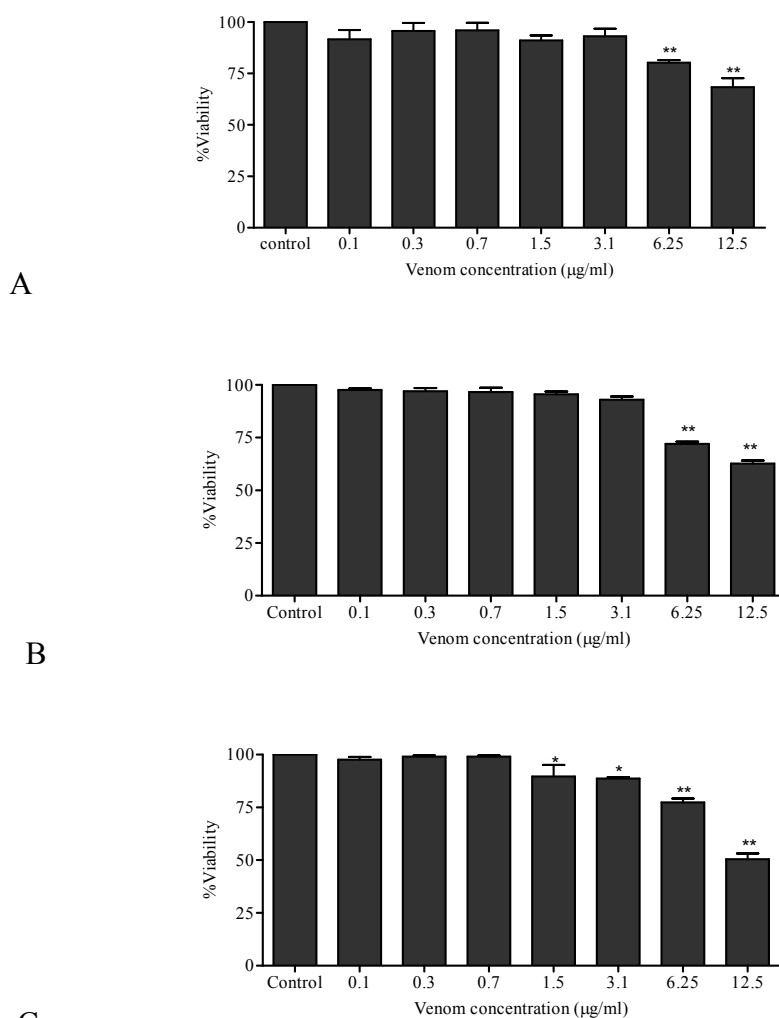 100
75
50
25
0
%Viability
** **
control 0.1 0.3 0.7 1.5 3.1 6.25 12.5
Venom concentration (μg/ml)
A
100
75
50
25
0
%Viability
** **
Control 0.1 0.3 0.7 1.5 3.1 6.25 12.5
Venom concentration (μg/ml)
B
100
75
50
25
0
%Viability
* * ** **
Control 0.1 0.3 0.7 1.5 3.1 6.25 12.5
Venom concentration (μg/ml)